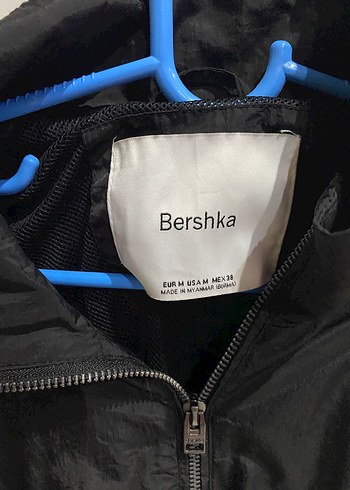 Bershka
EUR M USA M MEX 38
MADE IN MYANMAR (BURMA)